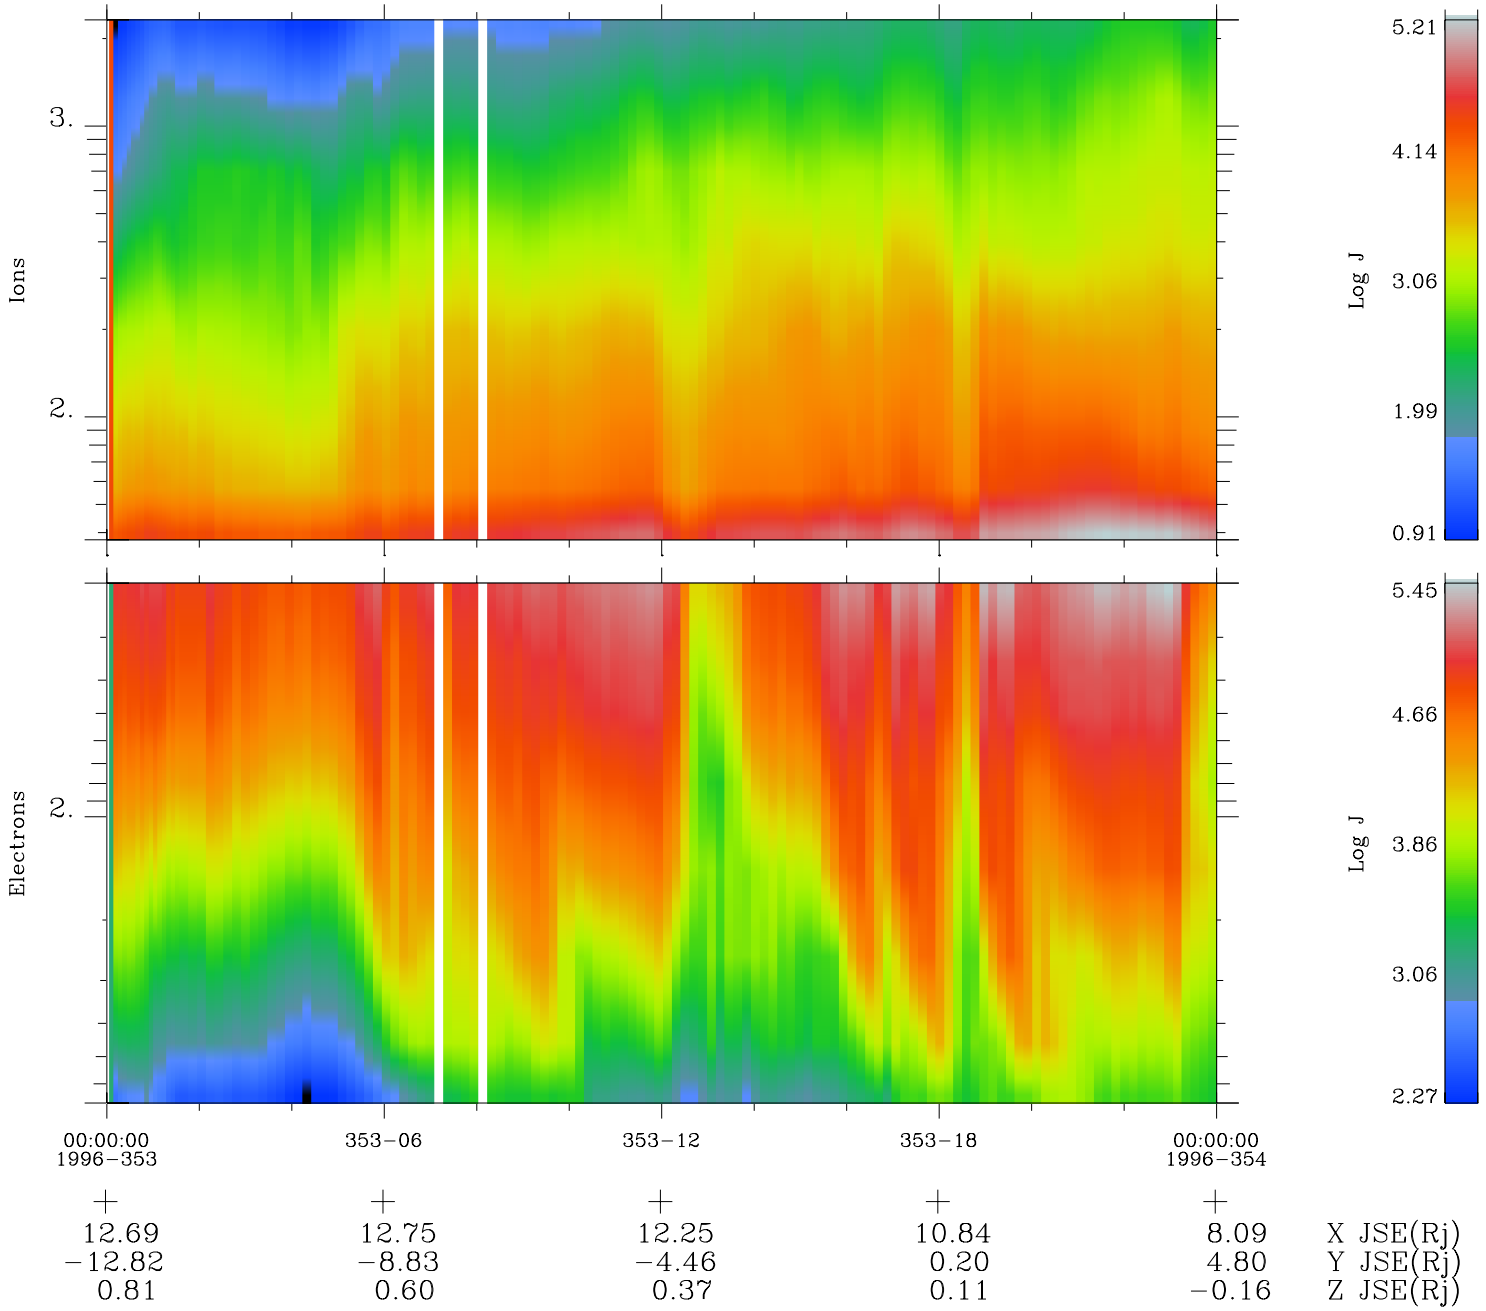 Ions
3.
2.
Log J
5.21
4.14
3.06
1.99
0.91
Electrons
2.
Log J
5.45
4.66
3.86
3.06
2.27
00:00:00 353-06 353-12 353-18 00:00:00
1996-353 1996-354
12.69 12.75 12.25 10.84 8.09 X JSE(Rj)
-12.82 -8.83 -4.46 0.20 4.80 Y JSE(Rj)
0.81 0.60 0.37 0.11 -0.16 Z JSE(Rj)